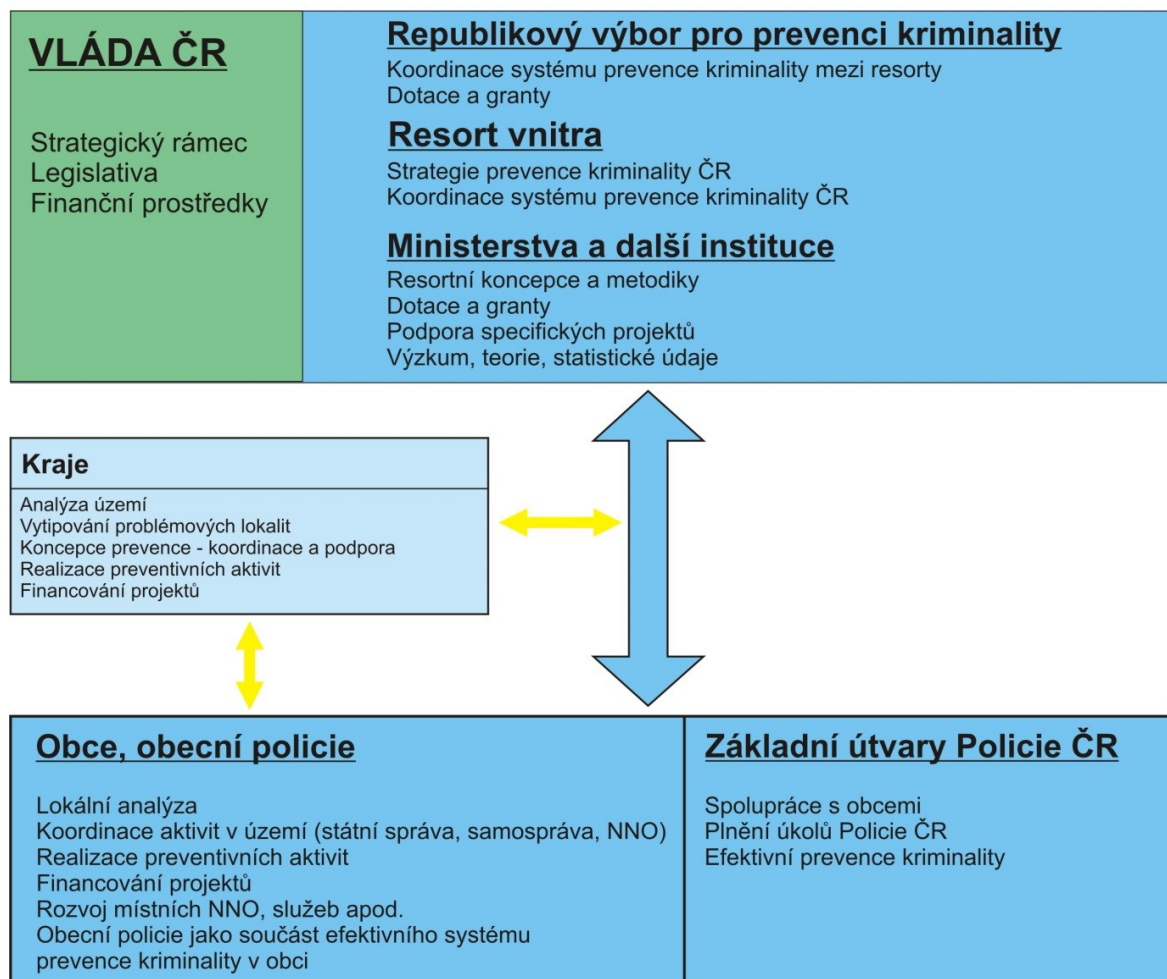 VLÁDA ČR
Strategický rámec
Legislativa
Finanční prostředky
Republikový výbor pro prevenci kriminality
Koordinace systému prevence kriminality mezi resorty
Dotace a granty
Resort vnitra
Strategie prevence kriminality ČR
Koordinace systému prevence kriminality ČR
Ministerstva a další instituce
Resortní koncepce a metodiky
Dotace a granty
Podpora specifických projektů
Výzkum, teorie, statistické údaje
Kraje
Analýza území
Vytipování problémových lokalit
Koncepce prevence - koordinace a podpora
Realizace preventivních aktivit
Financování projektů
Obce, obecní policie
Lokální analýza
Koordinace aktivit v území (státní správa, samospráva, NNO)
Realizace preventivních aktivit
Financování projektů
Rozvoj místních NNO, služeb apod.
Obecní policie jako součást efektivního systému
prevence kriminality v obci
Základní útvary Policie ČR
Spolupráce s obcemi
Plnění úkolů Policie ČR
Efektivní prevence kriminality